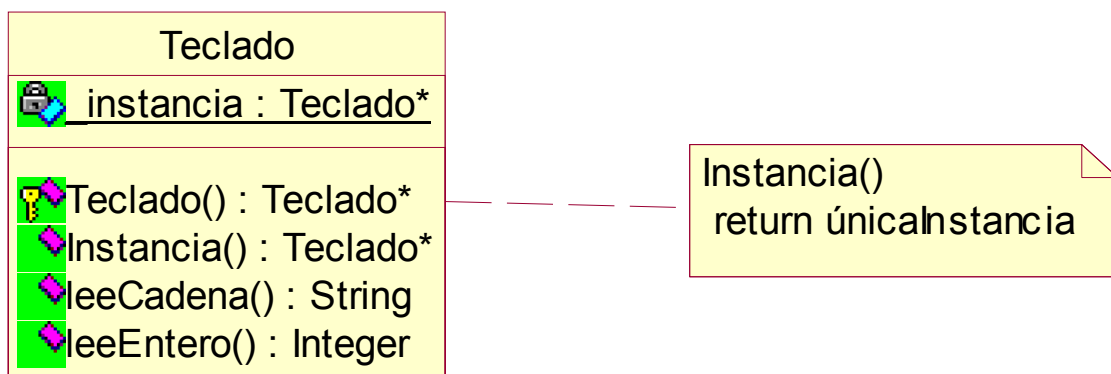 Teclado
_instancia : Teclado*
Teclado() : Teclado*
Instancia() : Teclado*
leeCadena() : String
leeEntero() : Integer
Instancia()
return únicaInstancia